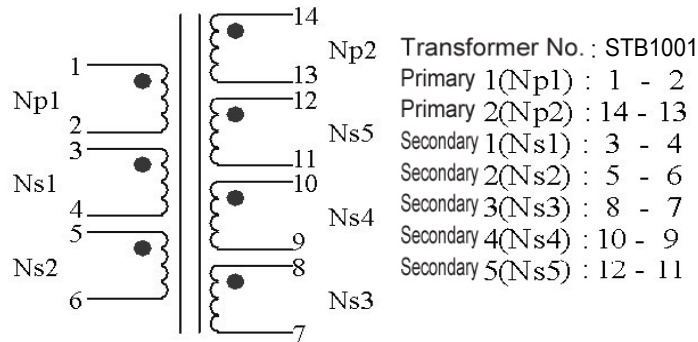 1
Np1
2
3
Ns1
4
5
Ns2
6
14
Np2
13
12
Ns5
11
10
Ns4
9
8
Ns3
7
Transformer No. : STB1001
Primary 1(Np1) : 1 - 2
Primary 2(Np2) : 14 - 13
Secondary 1(Ns1) : 3 - 4
Secondary 2(Ns2) : 5 - 6
Secondary 3(Ns3) : 8 - 7
Secondary 4(Ns4) : 10 - 9
Secondary 5(Ns5) : 12 - 11